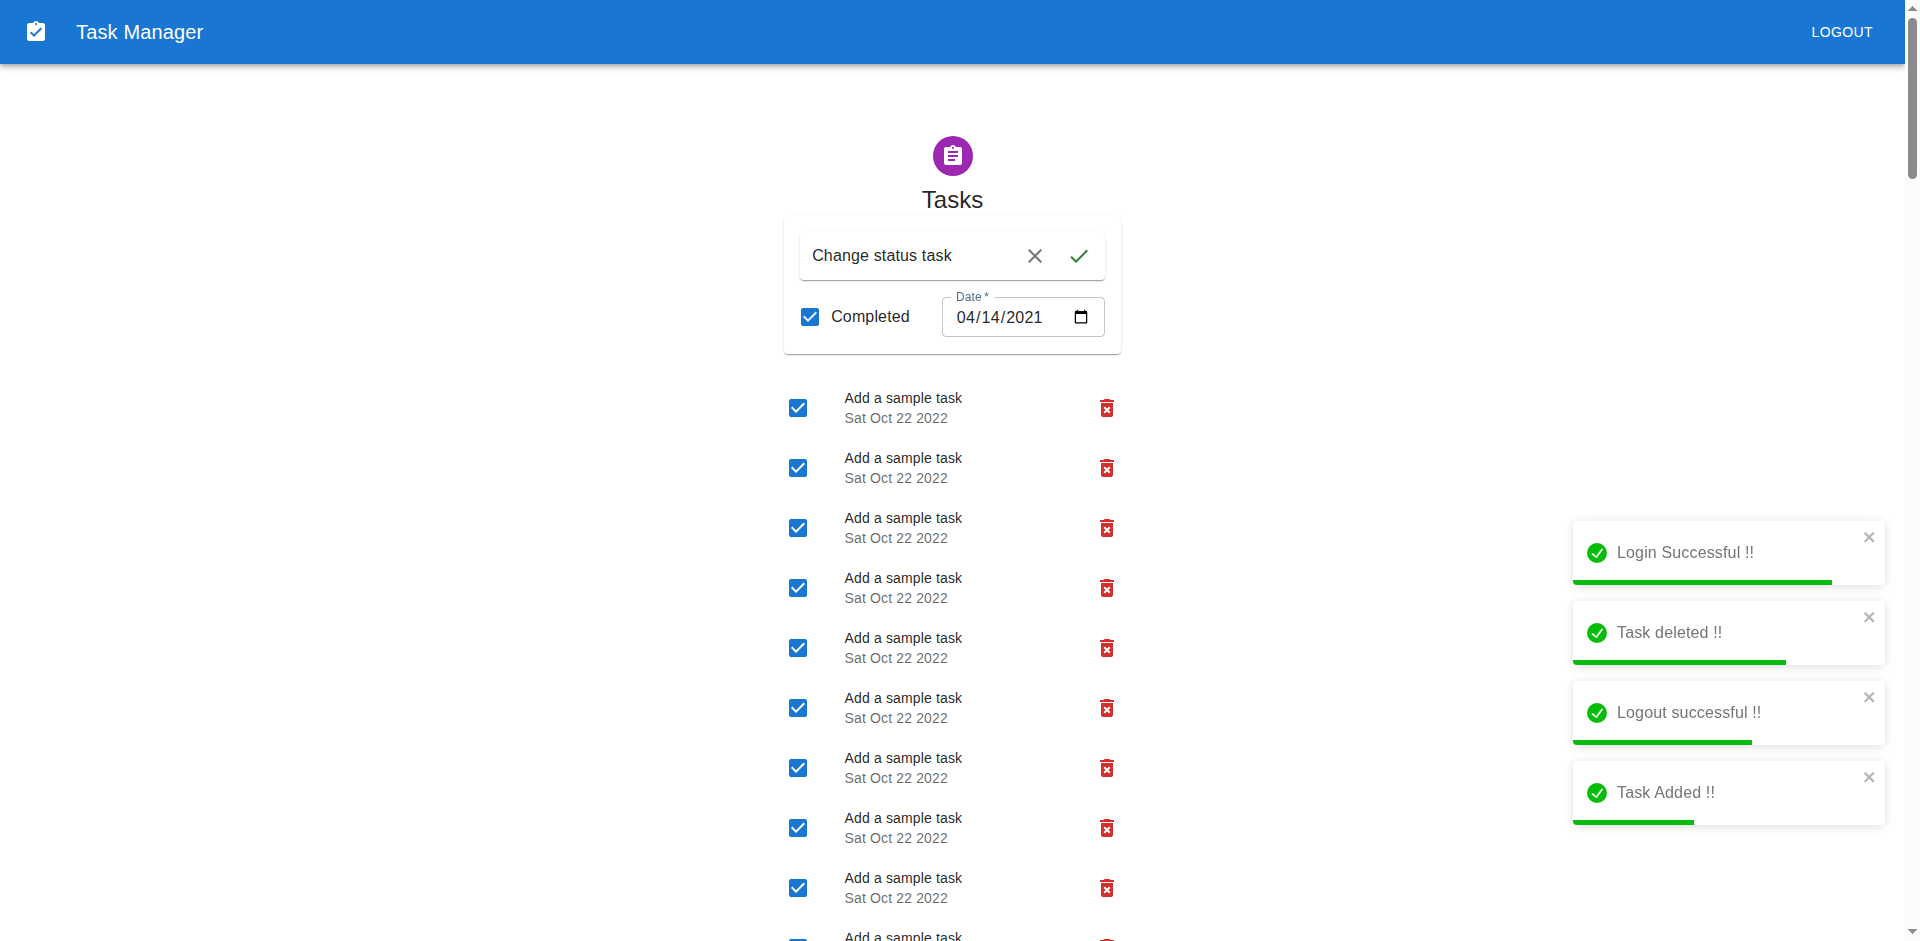 Task Manager
LOGOUT
Tasks
Change status task
Completed
Date *
04/14/2021
Add a sample task
Sat Oct 22 2022
Add a sample task
Sat Oct 22 2022
Add a sample task
Sat Oct 22 2022
Add a sample task
Sat Oct 22 2022
Add a sample task
Sat Oct 22 2022
Add a sample task
Sat Oct 22 2022
Add a sample task
Sat Oct 22 2022
Add a sample task
Sat Oct 22 2022
Add a sample task
Sat Oct 22 2022
Add a sample task
Login Successful !!
Task deleted !!
Logout successful !!
Task Added !!